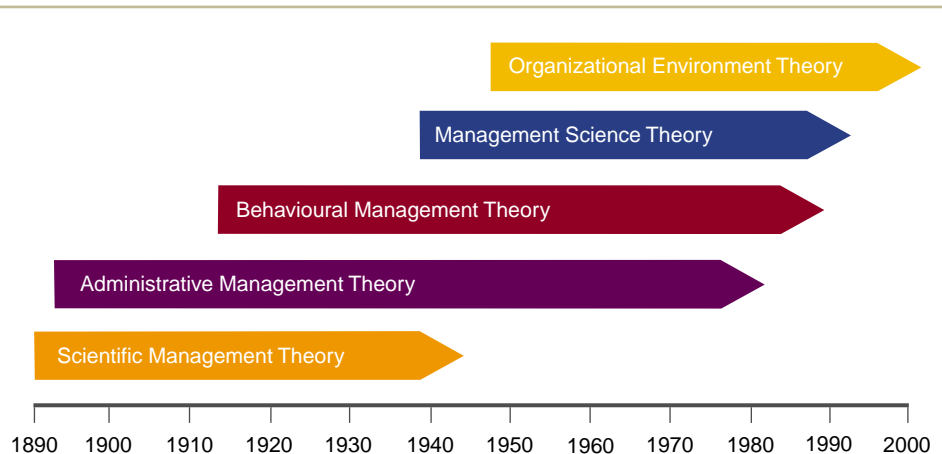 Organizational Environment Theory
Management Science Theory
Behavioural Management Theory
Administrative Management Theory
Scientific Management Theory
1890 1900 1910 1920 1930 1940 1950 1960 1970 1980 1990 2000